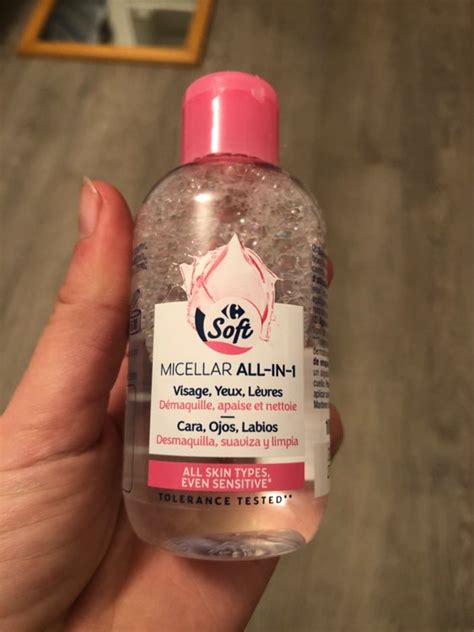 Soft
MICELLAR ALL-IN-1
Visage, Yeux, Lèvres
Démaquille, apaise et nettoie
Cara, Ojos, Labios
Desmaquilla, suaviza y limpia
ALL SKIN TYPES,
EVEN SENSITIVE*
TOLERANCE TESTED**